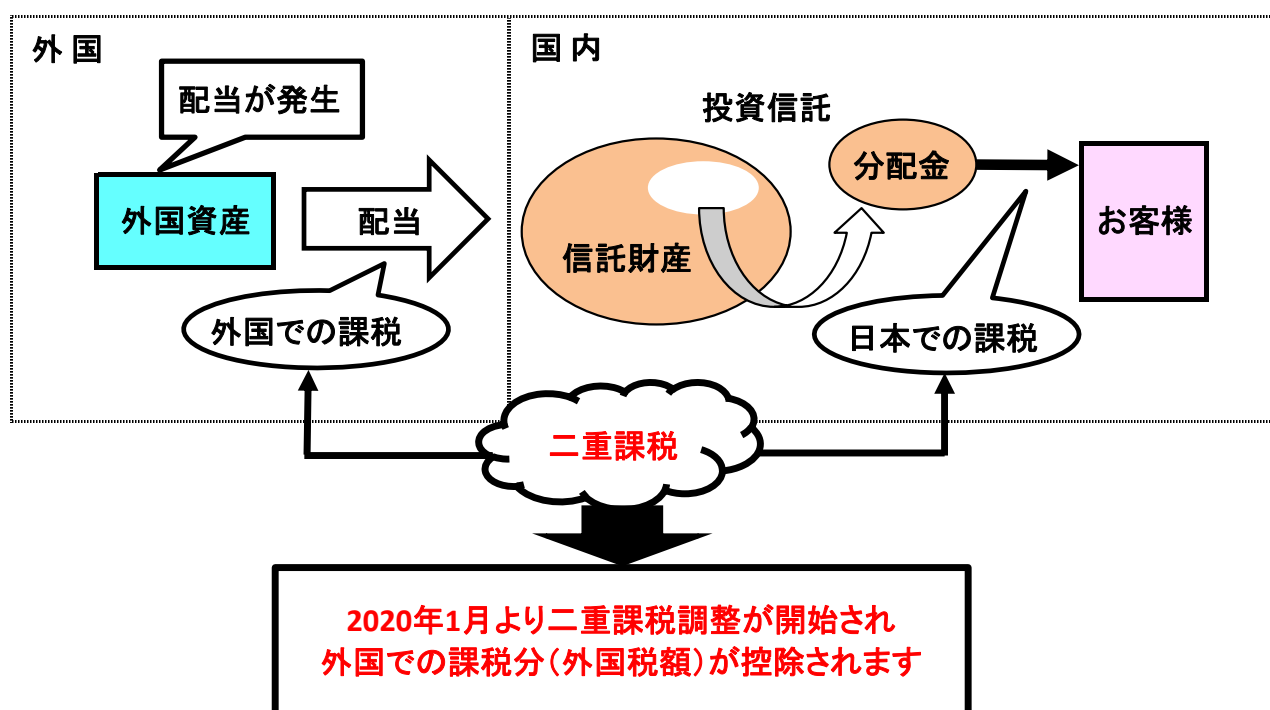 外国
国内
配当が発生
投資信託
分配金
外国資産
配当
お客様
信託財産
外国での課税
日本での課税
二重課税
2020年1月より二重課税調整が開始され
外国での課税分（外国税額）が控除されます